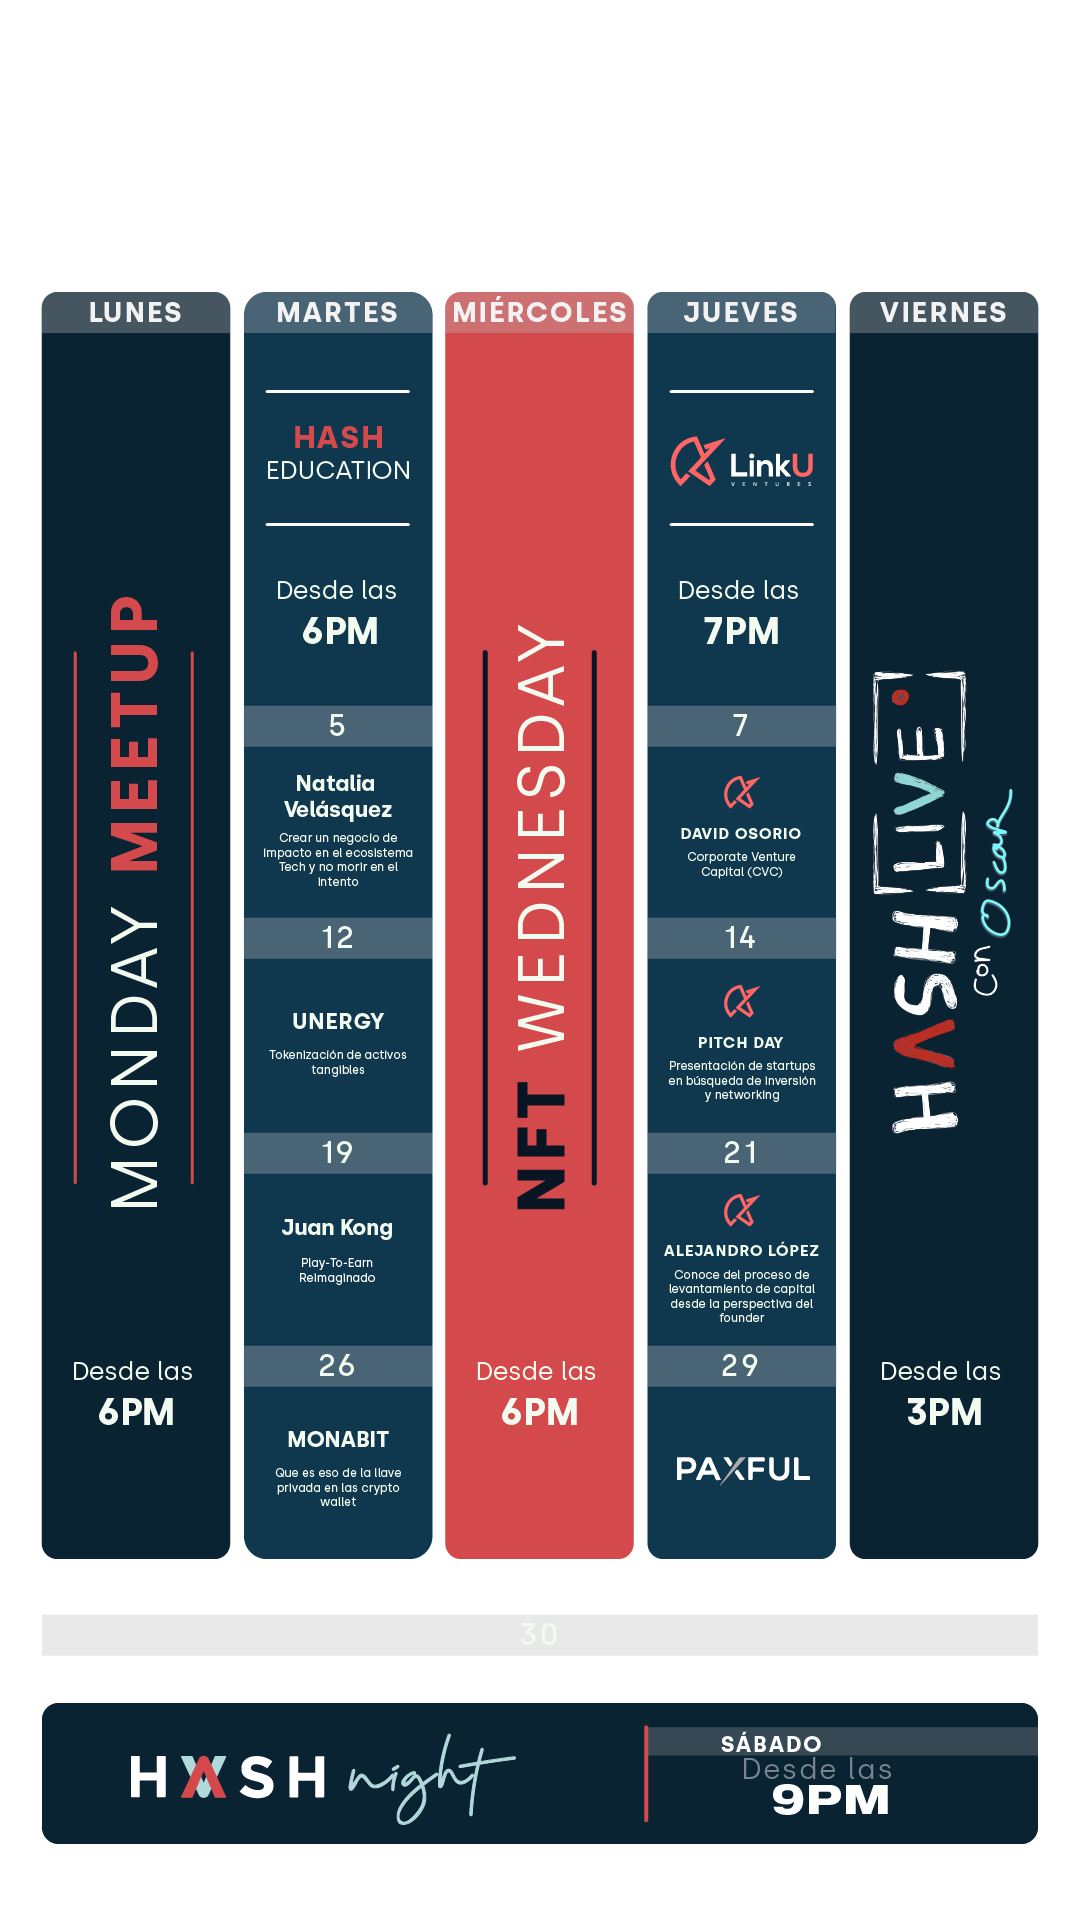 LUNES
MONDAY MEETUP
Desde las
6PM
MARTES
HASH
EDUCATION
Desde las
6PM
5
Natalia
Velásquez
Crear un negocio de
impacto en el ecosistema
Tech y no morir en el
intento
12
UNERGY
Tokenización de activos
tangibles
19
Juan Kong
Play-To-Earn
Reimaginado
26
MONABIT
Que es eso de la llave
privada en las crypto
wallet
MIÉRCOLES
NFT WEDNESDAY
Desde las
6PM
JUEVES
LinkU
VENTURES
Desde las
7PM
7
DAVID OSORIO
Corporate Venture
Capital (CVC)
14
PITCH DAY
Presentación de startups
en búsqueda de inversión
y networking
21
ALEJANDRO LÓPEZ
Conoce del proceso de
levantamiento de capital
desde la perspectiva del
founder
29
PAXFUL
VIERNES
HASH LIVE
con Oscar
Desde las
3PM
30
HASH night
SÁBADO
Desde las
9PM